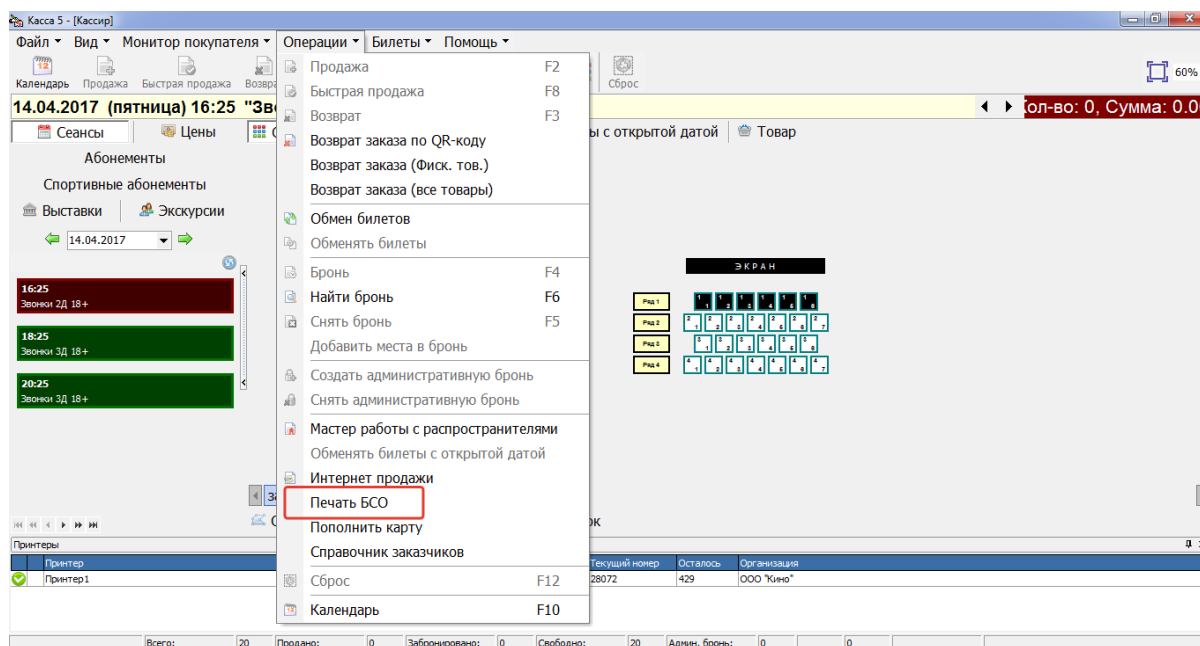 Касса 5 - [Кассир]
Файл Вид Монитор покупателя Операции Билеты Помощь
Календарь Продажа Быстрая продажа Сброс 60%
14.04.2017 (пятница) 16:25 Кол-во: 0, Сумма: 0.0
Сеансы Цены ы с открытой датой Товар
Абонементы
Спортивные абонементы
Выставки Экскурсии
14.04.2017
16:25
Звонки 2Д 18+
18:25
Звонки 3Д 18+
20:25
Звонки 3Д 18+
Продажа F2
Быстрая продажа F8
Возврат F3
Возврат заказа по QR-коду
Возврат заказа (Фиск. тов.)
Возврат заказа (все товары)
Обмен билетов
Обменять билеты
Бронь F4
Найти бронь F6
Снять бронь F5
Добавить места в бронь
Создать административную бронь
Снять административную бронь
Мастер работы с распространителями
Обменять билеты с открытой датой
Интернет продажи
Печать БСО
Пополнить карту
Справочник заказчиков
Сброс F12
Календарь F10
ЭКРАН
Ряд 1
Ряд 2
Ряд 3
Ряд 4
Принтеры
Принтер Текущий номер Осталось Организация
Принтер1 28072 429 ООО "Кино"
Всего: 20 Продано: 0 Забронировано: 0 Свободно: 20 Админ. бронь: 0 0